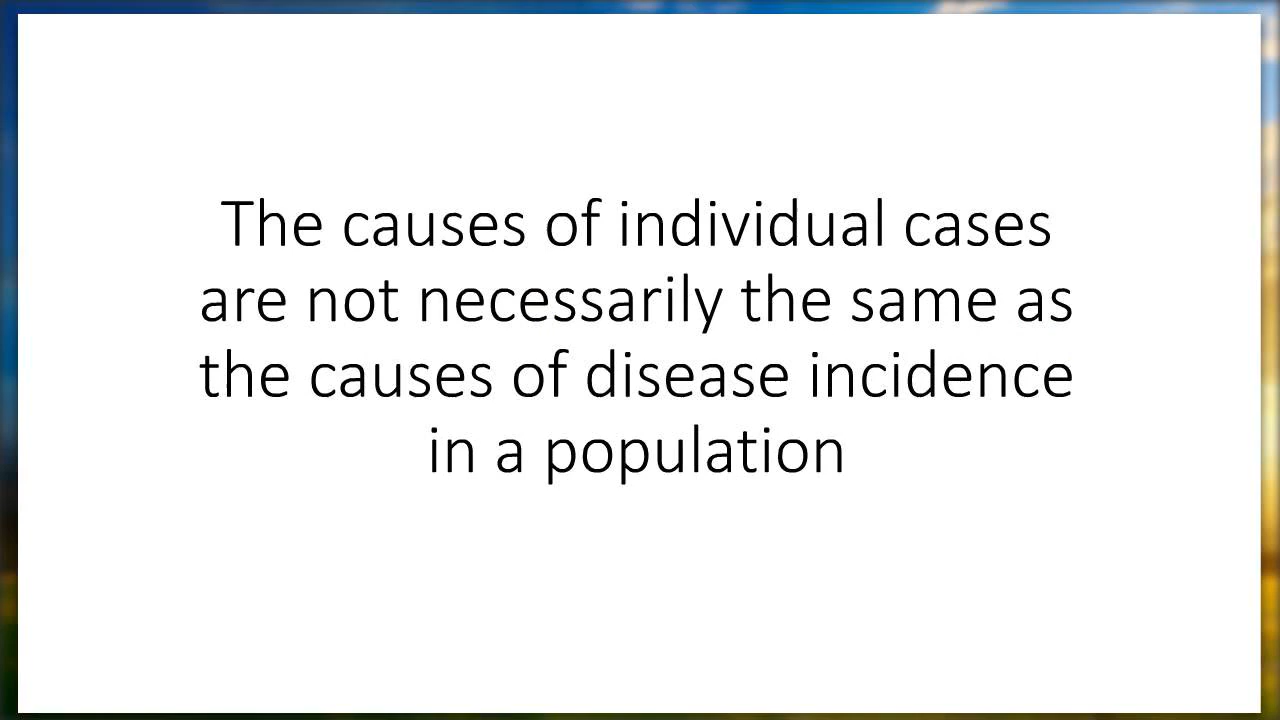 The causes of individual cases
are not necessarily the same as
the causes of disease incidence
in a population